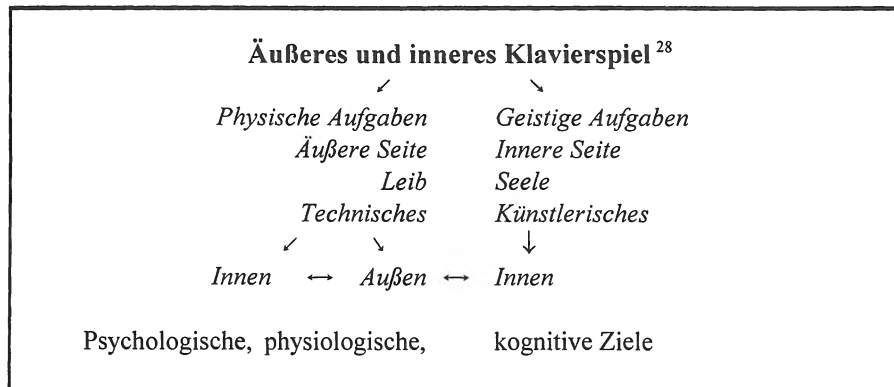 Äußeres und inneres Klavierspiel 28
↙ ↘
Physische Aufgaben Geistige Aufgaben
Äußere Seite Innere Seite
Leib Seele
Technisches Künstlerisches
↙ ↘ ↓
Innen ↔ Außen ↔ Innen
Psychologische, physiologische, kognitive Ziele